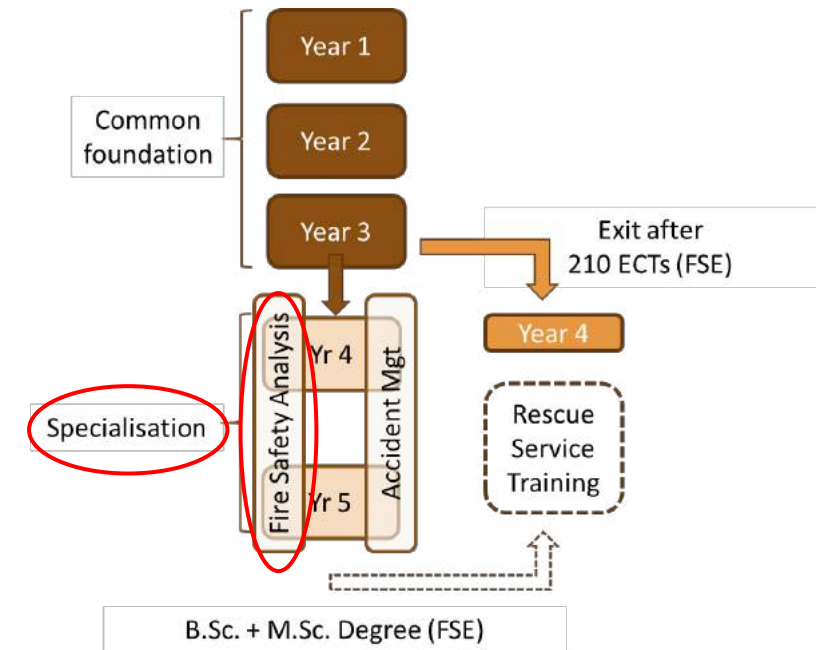 Year 1
Common
foundation
Year 2
Year 3
Exit after
210 ECTs (FSE)
Year 4
Specialisation
Fire Safety Analysis
Yr 4
Yr 5
Accident Mgt
Rescue
Service
Training
B.Sc. + M.Sc. Degree (FSE)